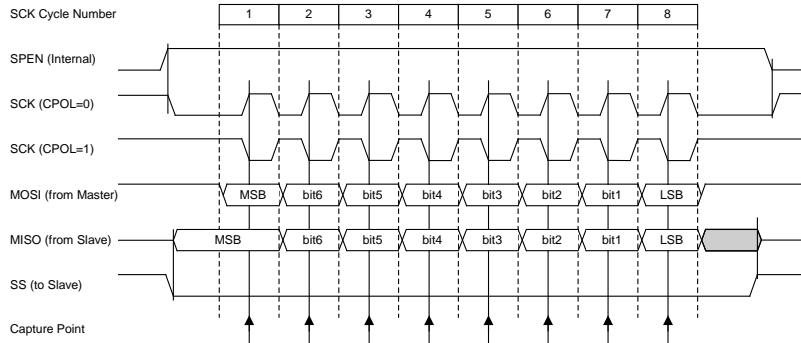 SCK Cycle Number 1 2 3 4 5 6 7 8
SPEN (Internal)
SCK (CPOL=0)
SCK (CPOL=1)
MOSI (from Master) MSB bit6 bit5 bit4 bit3 bit2 bit1 LSB
MISO (from Slave) MSB bit6 bit5 bit4 bit3 bit2 bit1 LSB
SS (to Slave)
Capture Point